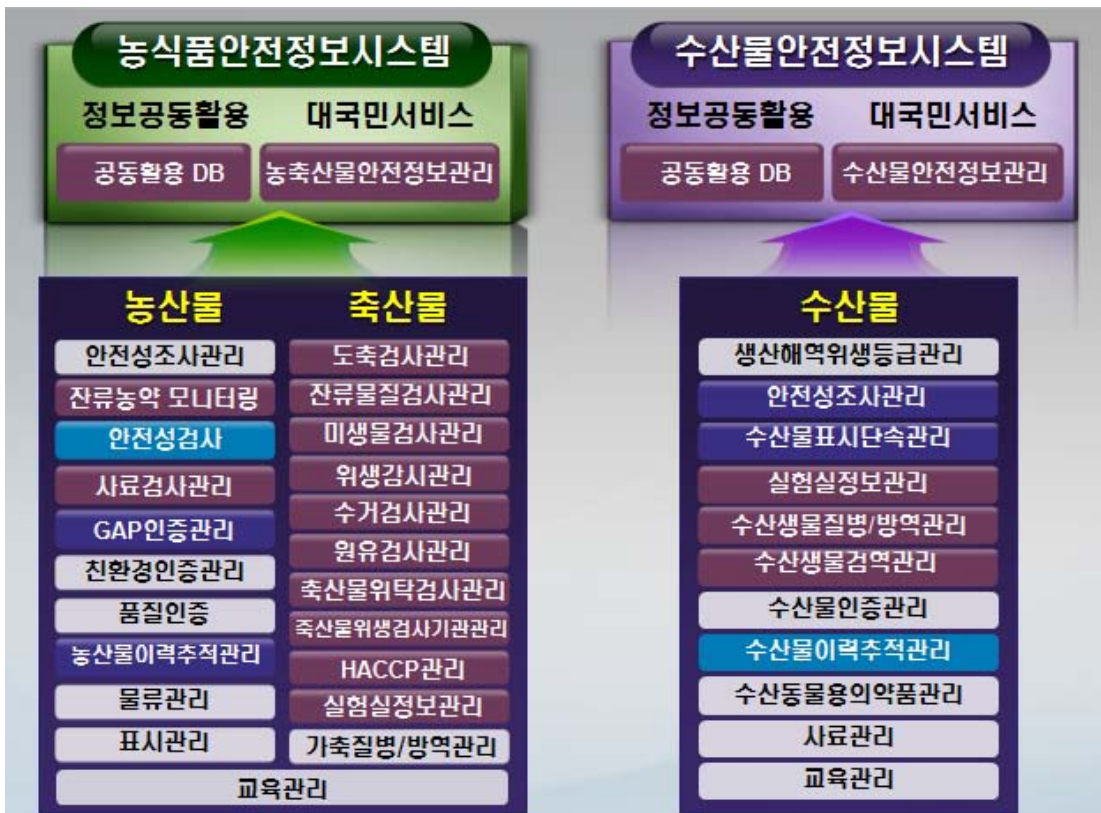 농식품안전정보시스템
정보공동활용 대국민서비스
공동활용 DB 농축산물안전정보관리
수산물안전정보시스템
정보공동활용 대국민서비스
공동활용 DB 수산물안전정보관리
농산물
안전성조사관리
잔류농약 모니터링
안전성검사
사료검사관리
GAP인증관리
친환경인증관리
품질인증
농산물이력추적관리
물류관리
표시관리
축산물
도축검사관리
잔류물질검사관리
미생물검사관리
위생감시관리
수거검사관리
원유검사관리
축산물위탁검사관리
축산물위생검사기관관리
HACCP관리
실험실정보관리
가축질병/방역관리
교육관리
수산물
생산해역위생등급관리
안전성조사관리
수산물표시단속관리
실험실정보관리
수산생물질병/방역관리
수산생물검역관리
수산물인증관리
수산물이력추적관리
수산동물용의약품관리
사료관리
교육관리